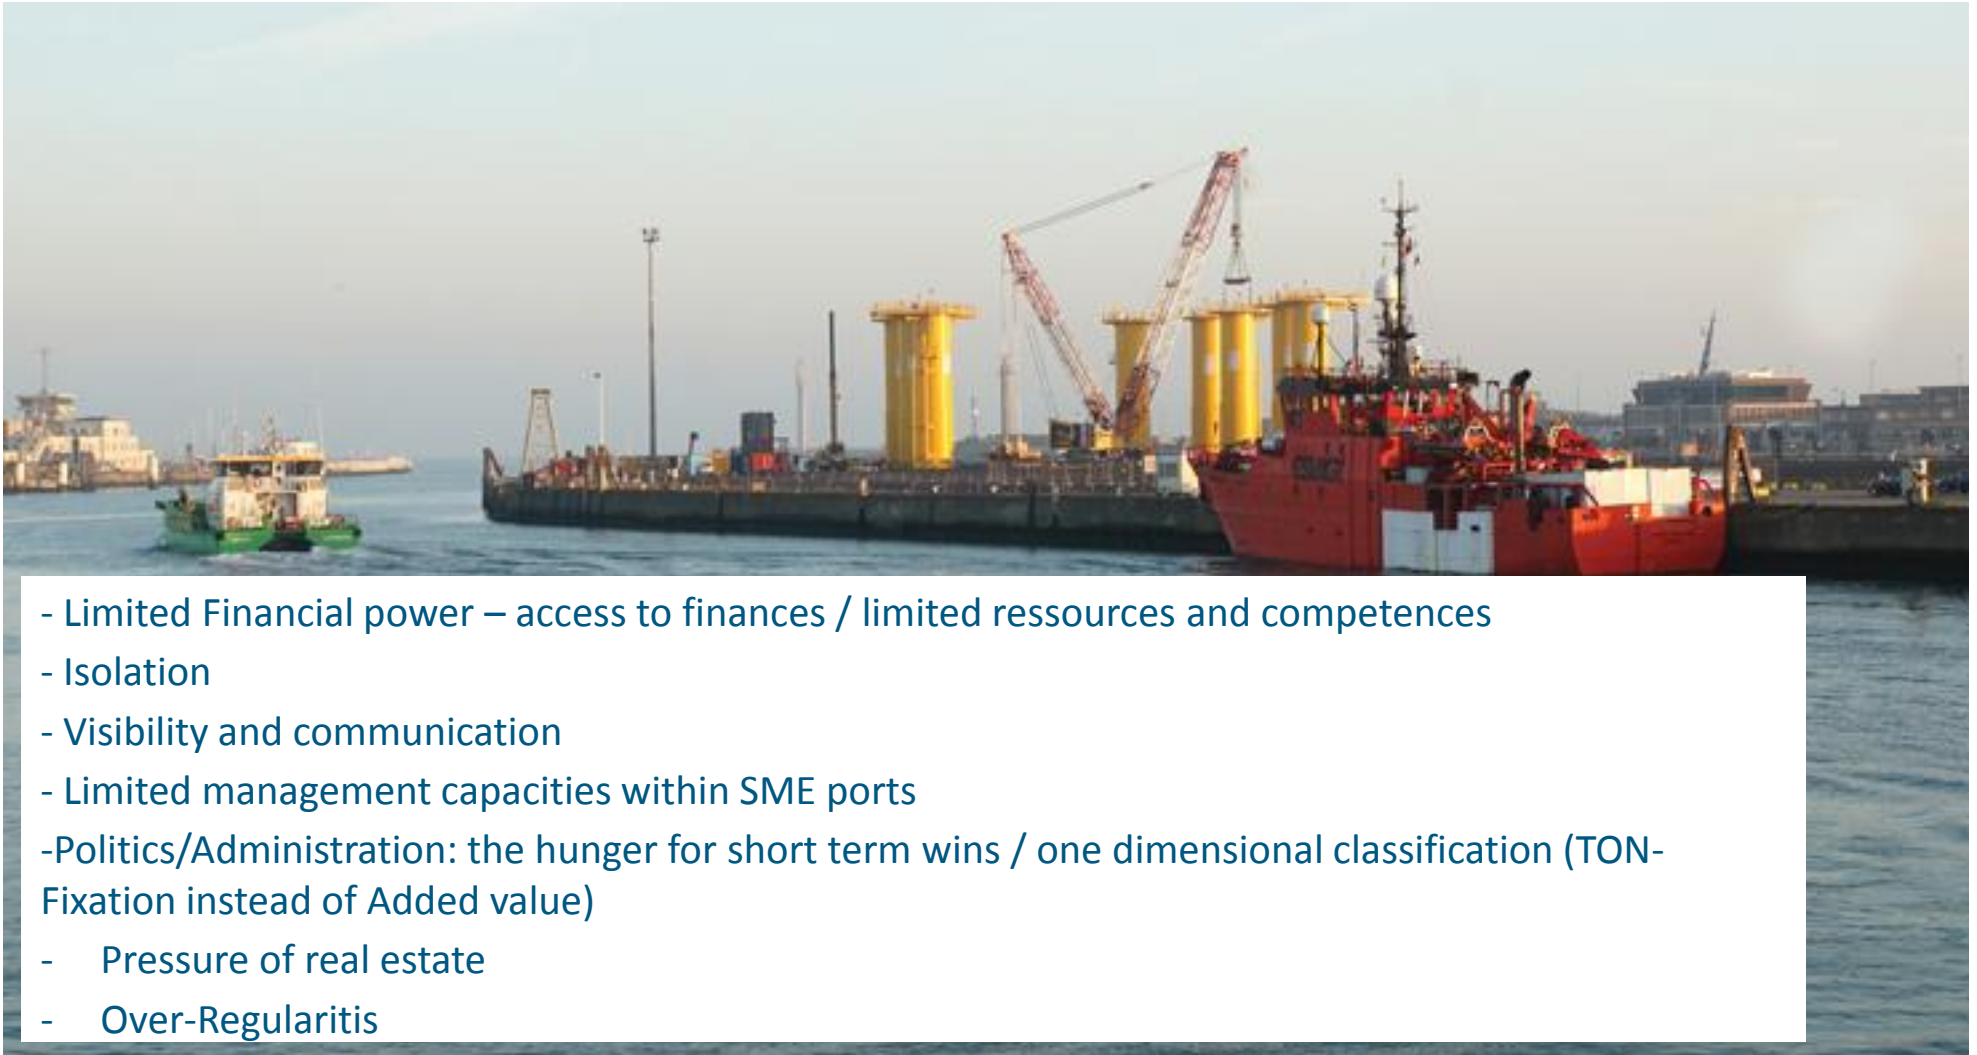 - Limited Financial power – access to finances / limited ressources and competences
- Isolation
- Visibility and communication
- Limited management capacities within SME ports
-Politics/Administration: the hunger for short term wins / one dimensional classification (TON-
Fixation instead of Added value)
- Pressure of real estate
- Over-Regularitis